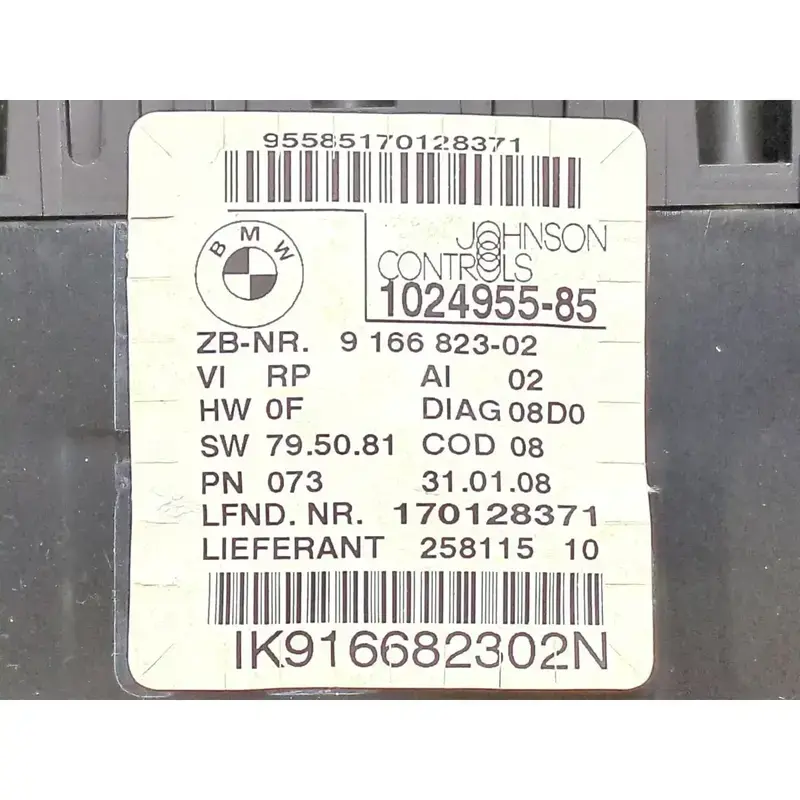 95585170128371
BMW
JOHNSON
CONTROLS
1024955-85
ZB-NR. 9 166 823-02
VI RP AI 02
HW 0F DIAG 08D0
SW 79.50.81 COD 08
PN 073 31.01.08
LFND. NR. 170128371
LIEFERANT 258115 10
IK916682302N